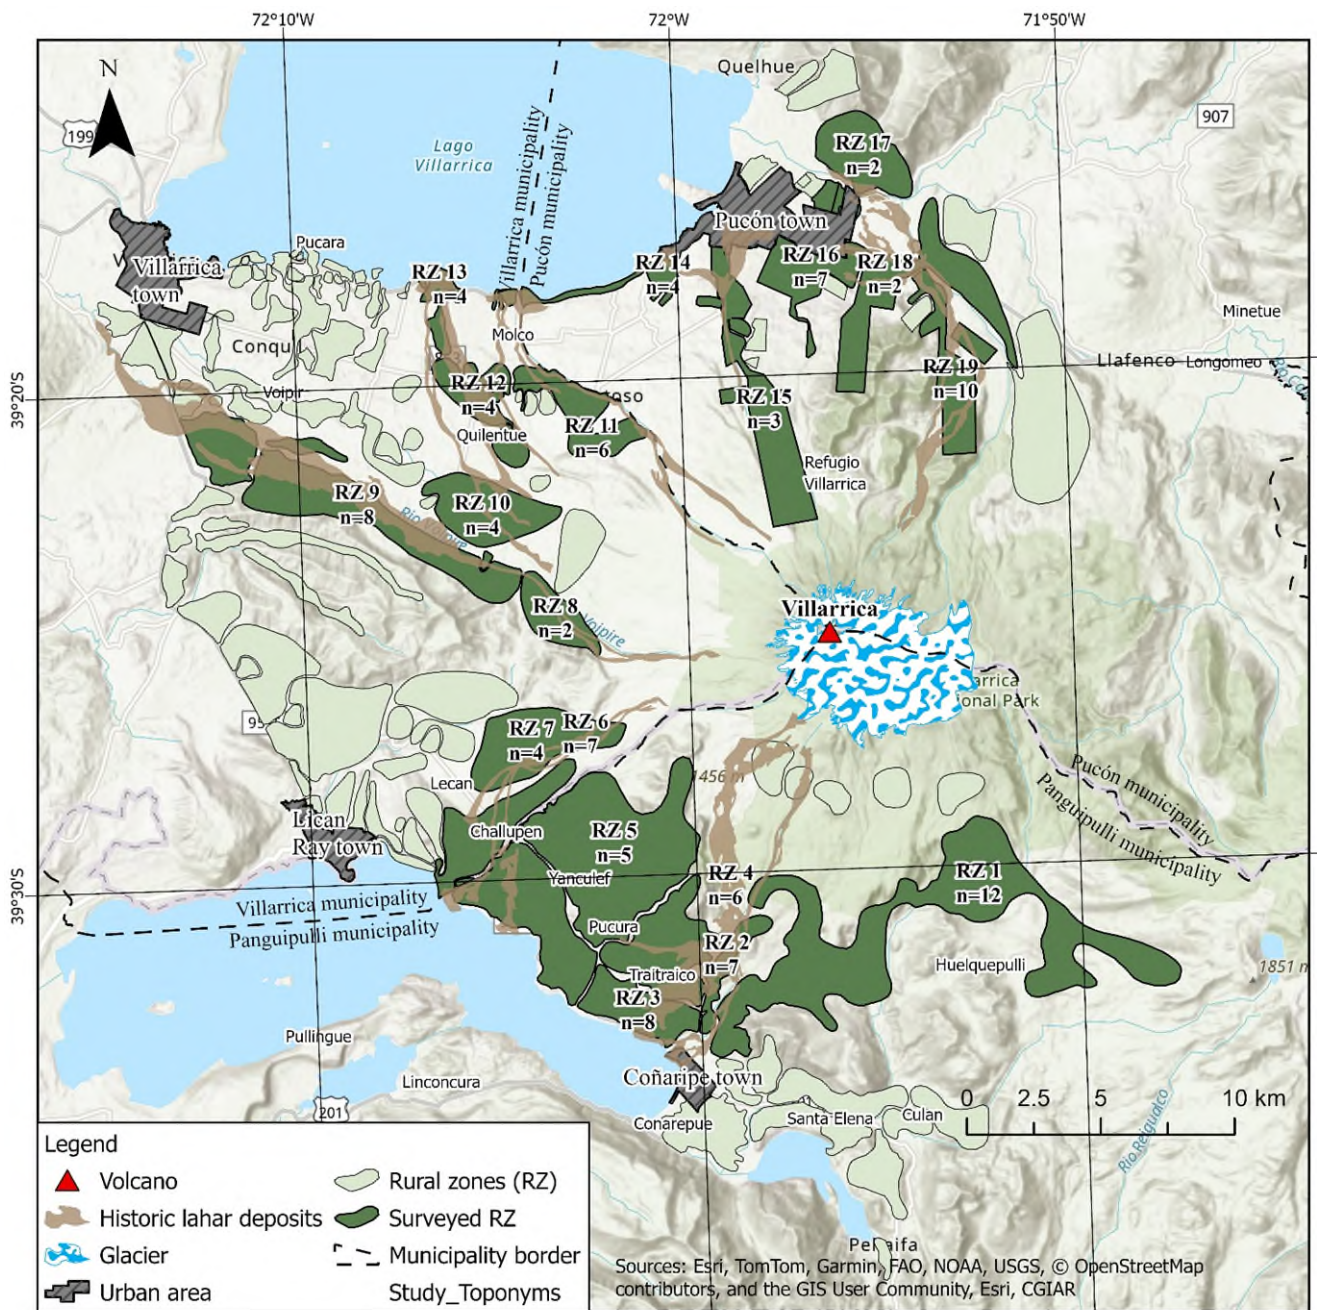 72°10'W
72°W
71°50'W
N
Quelhue
907
199
RZ 17
n=2
Lago
Villarrica
Villarrica municipality
Pucón municipality
Pucón town
Pucara
Villarrica
town
RZ 13
n=4
RZ 14
n=4
RZ 16
n=7
RZ 18
n=2
Molco
Minetue
Conqu
Llafenco
Longomeo
39°20'S
Voipir
RZ 12
n=4
oso
RZ 15
n=3
RZ 19
n=10
Quilentue
RZ 11
n=6
Refugio
Villarrica
RZ 9
n=8
RZ 10
n=4
RZ 8
n=2
Voipire
Villarrica
arrica
ional Park
RZ 7
n=4
RZ 6
n=7
95
Lecan
1456 m
Pucón municipality
Panguipulli municipality
Lican
Ray town
Challupen
RZ 5
n=5
Yanculef
RZ 4
n=6
RZ 1
n=12
39°30'S
Villarrica municipality
Panguipulli municipality
Pucura
RZ 2
n=7
Traitraico
Huelquepulli
1851 m
RZ 3
n=8
Pullingue
Linconcura
Coñaripe town
201
Conarepue
Santa Elena
Culan
0 2.5 5 10 km
Rio Reigualco
Legend
Volcano
Historic lahar deposits
Glacier
Urban area
Rural zones (RZ)
Surveyed RZ
Municipality border
Study_Toponyms
aifa
Sources: Esri, TomTom, Garmin, FAO, NOAA, USGS, © OpenStreetMap
contributors, and the GIS User Community, Esri, CGIAR